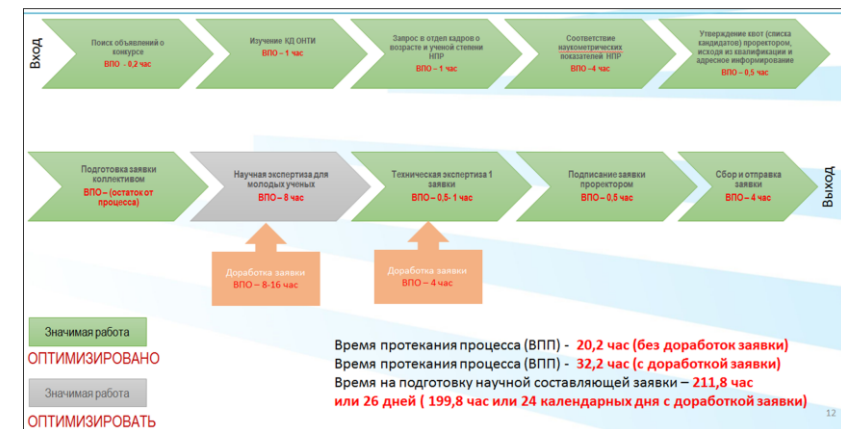 Вход
Поиск объявлений о
конкурсе
ВПО - 0,2 час
Изучение КД ОНТИ
ВПО – 1 час
Запрос в отдел кадров о
возрасте и ученой степени
НПР
ВПО – 1 час
Соответствие
наукометрических
показателей НПР
ВПО –4 час
Утверждение квот (списка
кандидатов) проректором,
исходя из квалификации и
адресное информирование
ВПО – 0,5 час
Подготовка заявки
коллективом
ВПО – (остаток от
процесса)
Научная экспертиза для
молодых ученых
ВПО – 8 час
Техническая экспертиза 1
заявки
ВПО – 0,5- 1 час
Подписание заявки
проректором
ВПО – 0,5 час
Сбор и отправка
заявки
ВПО – 4 час
Выход
Доработка заявки
ВПО – 8-16 час
Доработка заявки
ВПО – 4 час
Значимая работа
ОПТИМИЗИРОВАНО
Значимая работа
ОПТИМИЗИРОВАТЬ
Время протекания процесса (ВПП) - 20,2 час (без доработок заявки)
Время протекания процесса (ВПП) - 32,2 час (с доработкой заявки)
Время на подготовку научной составляющей заявки – 211,8 час
или 26 дней ( 199,8 час или 24 календарных дня с доработкой заявки)
12